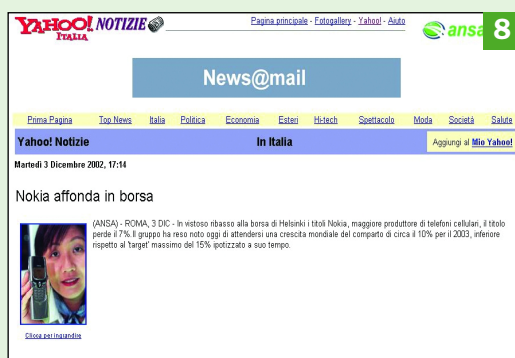 YAHOO! NOTIZIE
ITALIA
Pagina principale - Fotogallery - Yahoo! - Aiuto
8
News@mail
Prima Pagina Top News Italia Politica Economia Esteri Hi-tech Spettacolo Moda Società Salute
Yahoo! Notizie In Italia Aggiungi al Mio Yahoo!
Martedì 3 Dicembre 2002, 17:14
Nokia affonda in borsa
(ANSA) - ROMA, 3 DIC - In vistoso ribasso alla borsa di Helsinki i titoli Nokia, maggiore produttore di telefoni cellulari, il titolo
perde il 7%.Il gruppo ha reso noto oggi di attendersi una crescita mondiale del comparto di circa il 10% per il 2003, inferiore
rispetto al 'target' massimo del 15% ipotizzato a suo tempo.
Clicca per ingrandire